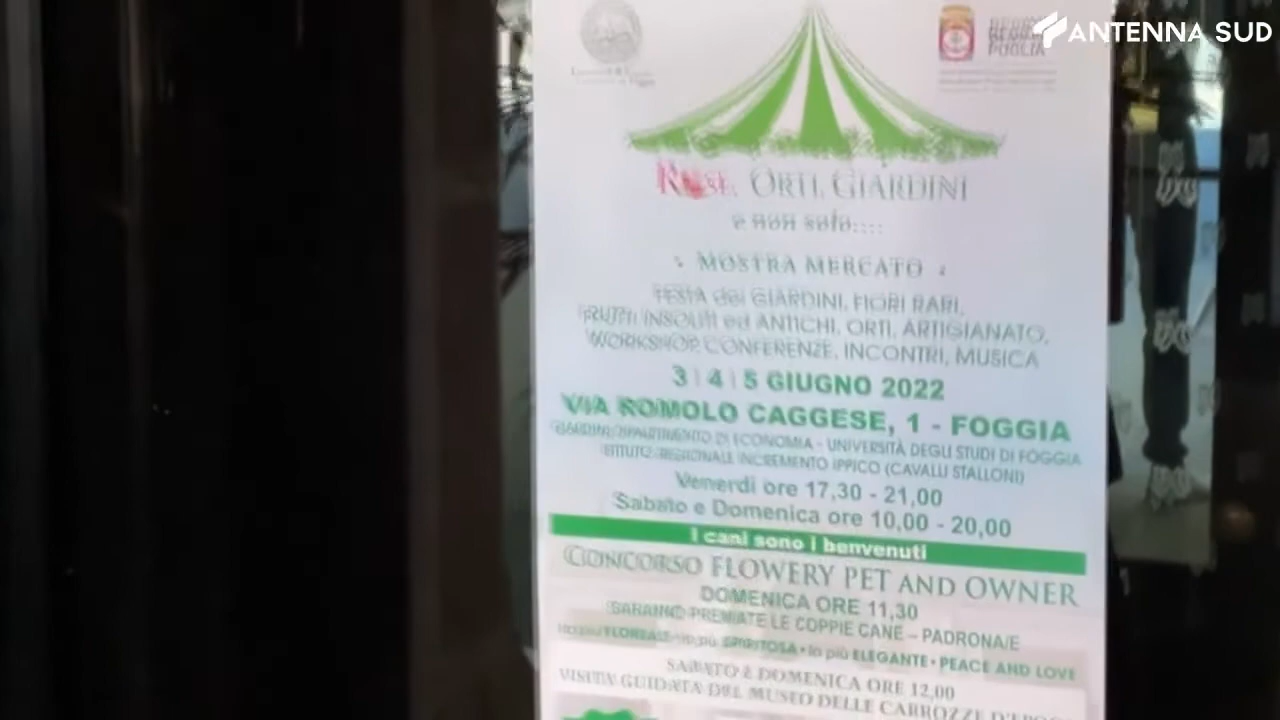 ANTENNA SUD
PUGLIA
Rose, ORTI, GIARDINI
e non solo....
MOSTRA MERCATO
FESTA dei GIARDINI, FIORI RARI,
FRUTTI INSOLITI ed ANTICHI, ORTI, ARTIGIANATO,
WORKSHOP, CONFERENZE, INCONTRI, MUSICA
3 | 4 | 5 GIUGNO 2022
VIA ROMOLO CAGGESE, 1 - FOGGIA
GIARDINI DIPARTIMENTO DI ECONOMIA - UNIVERSITÀ DEGLI STUDI DI FOGGIA
ISTITUTO REGIONALE INCREMENTO IPPICO (CAVALLI STALLONI)
Venerdì ore 17,30 - 21,00
Sabato e Domenica ore 10,00 - 20,00
I cani sono i benvenuti
CONCORSO FLOWERY PET AND OWNER
DOMENICA ORE 11,30
SARANNO PREMIATE LE COPPIE CANE – PADRONA/E
FLOREALE • la più SPIRITOSA • la più ELEGANTE • PEACE AND LOVE
SABATO E DOMENICA ORE 12,00
VISITA GUIDATA DEL MUSEO DELLE CARROZZE D'EPOCA